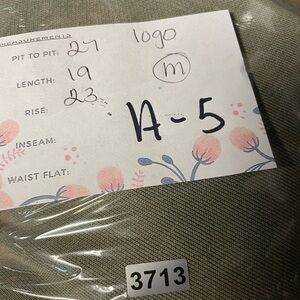 MEASUREMENTS
PIT TO PIT: 27
logo
LENGTH: 19
m
RISE: 23
A-5
INSEAM:
WAIST FLAT:
3713